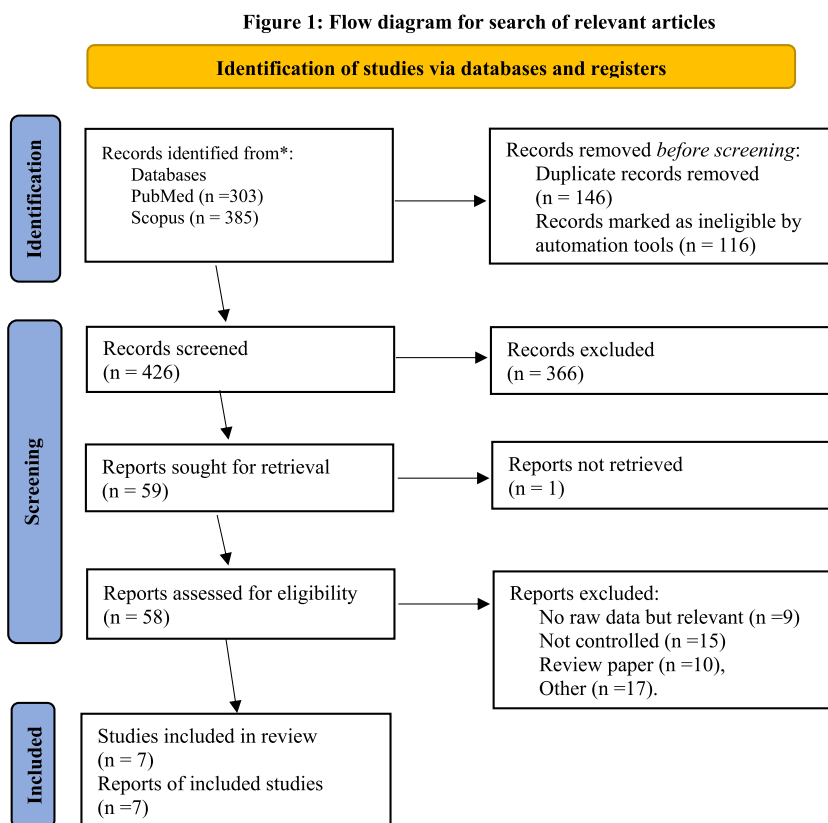 Figure 1: Flow diagram for search of relevant articles
Identification of studies via databases and registers
Identification
Records identified from*:
Databases
PubMed (n =303)
Scopus (n = 385)
Records removed before screening:
Duplicate records removed
(n = 146)
Records marked as ineligible by
automation tools (n = 116)
Screening
Records screened
(n = 426)
Records excluded
(n = 366)
Reports sought for retrieval
(n = 59)
Reports not retrieved
(n = 1)
Reports assessed for eligibility
(n = 58)
Reports excluded:
No raw data but relevant (n =9)
Not controlled (n =15)
Review paper (n =10),
Other (n =17).
Included
Studies included in review
(n = 7)
Reports of included studies
(n =7)